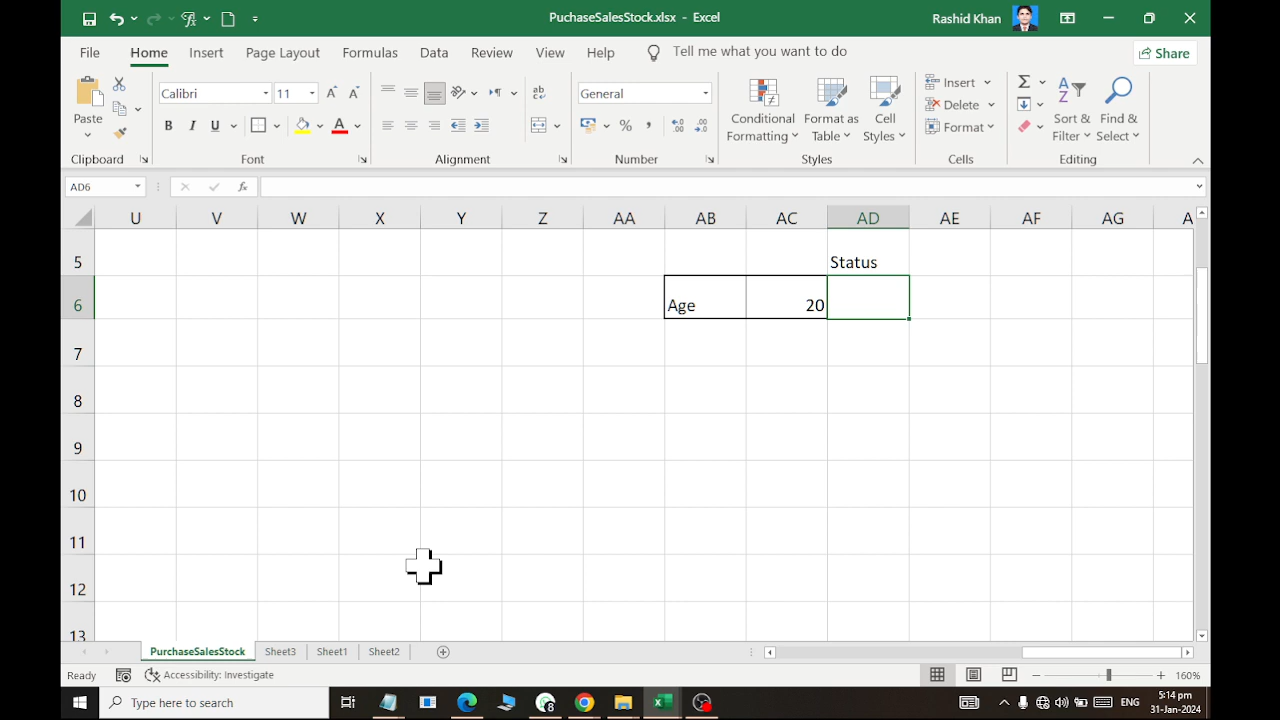 PuchaseSalesStock.xlsx - Excel
Rashid Khan
File Home Insert Page Layout Formulas Data Review View Help Tell me what you want to do Share
Paste
Clipboard
Calibri 11
B I U A
Font
ab
Alignment
General
% ,
Number
Conditional Formatting
Format as Table
Cell Styles
Styles
Insert
Delete
Format
Cells
Sort & Filter
Find & Select
Editing
AD6 fx
U V W X Y Z AA AB AC AD AE AF AG A
5 Status
6 Age 20
7
8
9
10
11
12
13
PurchaseSalesStock Sheet3 Sheet1 Sheet2
Ready Accessibility: Investigate 160%
Type here to search
8
ENG
5:14 pm
31-Jan-2024